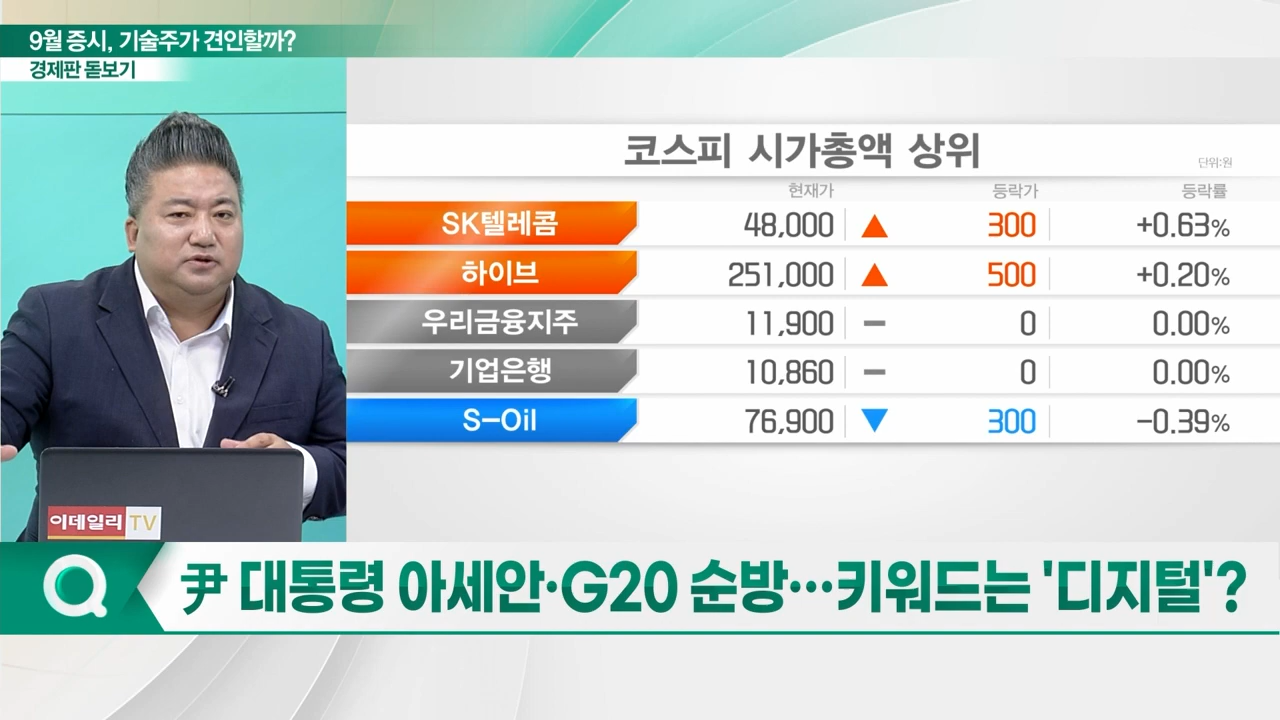 9월 증시, 기술주가 견인할까?
경제판 돋보기
코스피 시가총액 상위
단위:원
현재가 등락가 등락률
SK텔레콤 48,000 ▲ 300 +0.63%
하이브 251,000 ▲ 500 +0.20%
우리금융지주 11,900 – 0 0.00%
기업은행 10,860 – 0 0.00%
S-Oil 76,900 ▼ 300 -0.39%
이데일리TV
尹 대통령 아세안·G20 순방…키워드는 '디지털'?